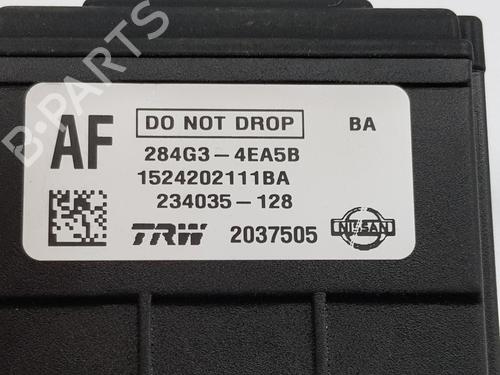 B-PARTS
DO NOT DROP
BA
AF
284G3-4EA5B
1524202111BA
234035-128
TRW 2037505 NISSAN